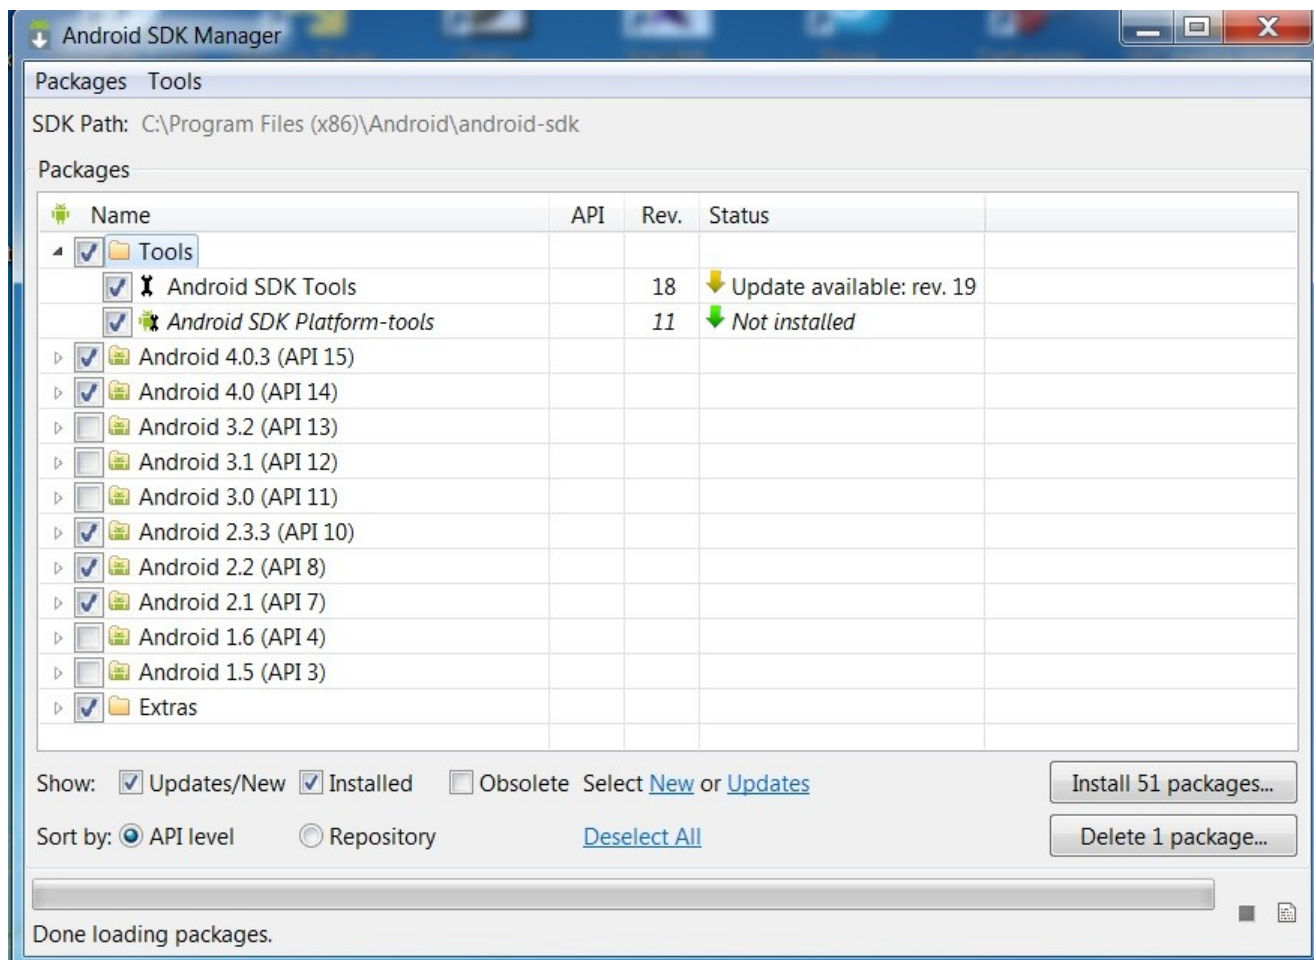 Android SDK Manager
Packages Tools
SDK Path: C:\Program Files (x86)\Android\android-sdk
Packages
Name API Rev. Status
Tools
Android SDK Tools 18 Update available: rev. 19
Android SDK Platform-tools 11 Not installed
Android 4.0.3 (API 15)
Android 4.0 (API 14)
Android 3.2 (API 13)
Android 3.1 (API 12)
Android 3.0 (API 11)
Android 2.3.3 (API 10)
Android 2.2 (API 8)
Android 2.1 (API 7)
Android 1.6 (API 4)
Android 1.5 (API 3)
Extras
Show: Updates/New Installed Obsolete Select New or Updates Install 51 packages...
Sort by: API level Repository Deselect All Delete 1 package...
Done loading packages.